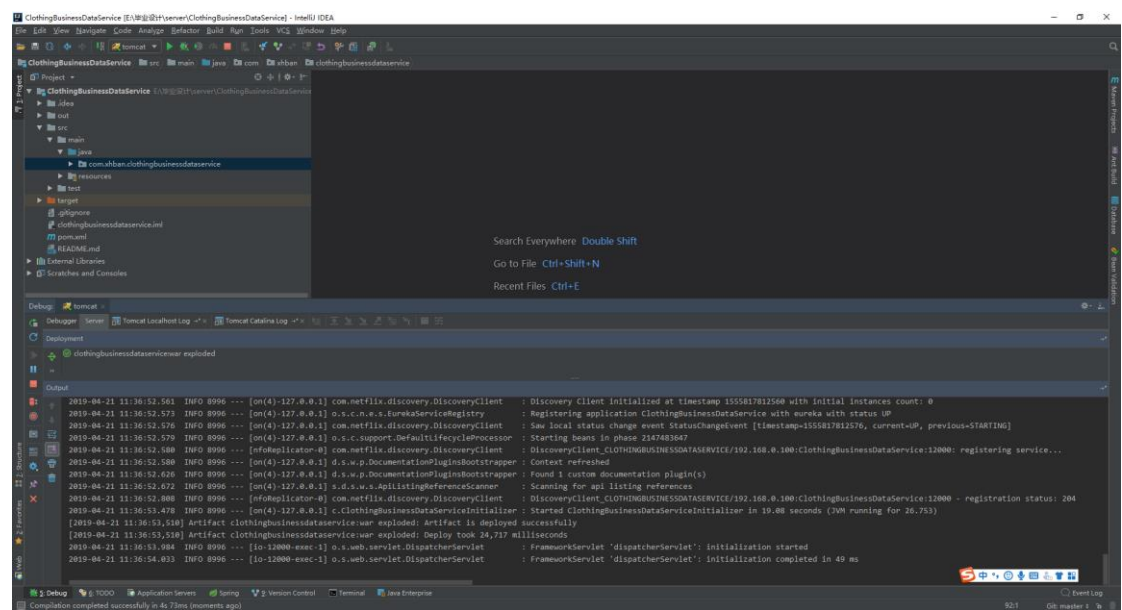 ClothingBusinessDataService [E:\毕业设计\server\ClothingBusinessDataService] - IntelliJ IDEA
File Edit View Navigate Code Analyze Refactor Build Run Tools VCS Window Help
tomcat
ClothingBusinessDataService src main java com xhban clothingbusinessdataservice
Project
ClothingBusinessDataService E:\毕业设计\server\ClothingBusinessDataService
.idea
out
src
main
java
com.xhban.clothingbusinessdataservice
resources
test
target
.gitignore
clothingbusinessdataservice.iml
pom.xml
README.md
External Libraries
Scratches and Consoles
1: Project
Maven Projects
Ant Build
Database
Bean Validation
Search Everywhere Double Shift
Go to File Ctrl+Shift+N
Recent Files Ctrl+E
Debug: tomcat
Debugger Server Tomcat Localhost Log Tomcat Catalina Log
Deployment
clothingbusinessdataservice:war exploded
Output
2019-04-21 11:36:52.561 INFO 8996 --- [on(4)-127.0.0.1] com.netflix.discovery.DiscoveryClient : Discovery Client initialized at timestamp 1555817812560 with initial instances count: 0
2019-04-21 11:36:52.573 INFO 8996 --- [on(4)-127.0.0.1] o.s.c.n.e.s.EurekaServiceRegistry : Registering application ClothingBusinessDataService with eureka with status UP
2019-04-21 11:36:52.576 INFO 8996 --- [on(4)-127.0.0.1] com.netflix.discovery.DiscoveryClient : Saw local status change event StatusChangeEvent [timestamp=1555817812576, current=UP, previous=STARTING]
2019-04-21 11:36:52.579 INFO 8996 --- [on(4)-127.0.0.1] o.s.c.support.DefaultLifecycleProcessor : Starting beans in phase 2147483647
2019-04-21 11:36:52.580 INFO 8996 --- [nfoReplicator-0] com.netflix.discovery.DiscoveryClient : DiscoveryClient_CLOTHINGBUSINESSDATASERVICE/192.168.0.100:ClothingBusinessDataService:12000: registering service...
2019-04-21 11:36:52.580 INFO 8996 --- [on(4)-127.0.0.1] d.s.w.p.DocumentationPluginsBootstrapper : Context refreshed
2019-04-21 11:36:52.626 INFO 8996 --- [on(4)-127.0.0.1] d.s.w.p.DocumentationPluginsBootstrapper : Found 1 custom documentation plugin(s)
2019-04-21 11:36:52.672 INFO 8996 --- [on(4)-127.0.0.1] s.d.s.w.s.ApiListingReferenceScanner : Scanning for api listing references
2019-04-21 11:36:52.808 INFO 8996 --- [nfoReplicator-0] com.netflix.discovery.DiscoveryClient : DiscoveryClient_CLOTHINGBUSINESSDATASERVICE/192.168.0.100:ClothingBusinessDataService:12000 - registration status: 204
2019-04-21 11:36:53.478 INFO 8996 --- [on(4)-127.0.0.1] c.ClothingBusinessDataServiceInitializer : Started ClothingBusinessDataServiceInitializer in 19.08 seconds (JVM running for 26.753)
[2019-04-21 11:36:53,510] Artifact clothingbusinessdataservice:war exploded: Artifact is deployed successfully
[2019-04-21 11:36:53,510] Artifact clothingbusinessdataservice:war exploded: Deploy took 24,717 milliseconds
2019-04-21 11:36:53.984 INFO 8996 --- [io-12000-exec-1] o.s.web.servlet.DispatcherServlet : FrameworkServlet 'dispatcherServlet': initialization started
2019-04-21 11:36:54.033 INFO 8996 --- [io-12000-exec-1] o.s.web.servlet.DispatcherServlet : FrameworkServlet 'dispatcherServlet': initialization completed in 49 ms
Z: Structure
2: Favorites
Web
中
5: Debug 6: TODO Application Servers Spring 9: Version Control Terminal Java Enterprise Event Log
Compilation completed successfully in 4s 73ms (moments ago) 92:1 Git: master